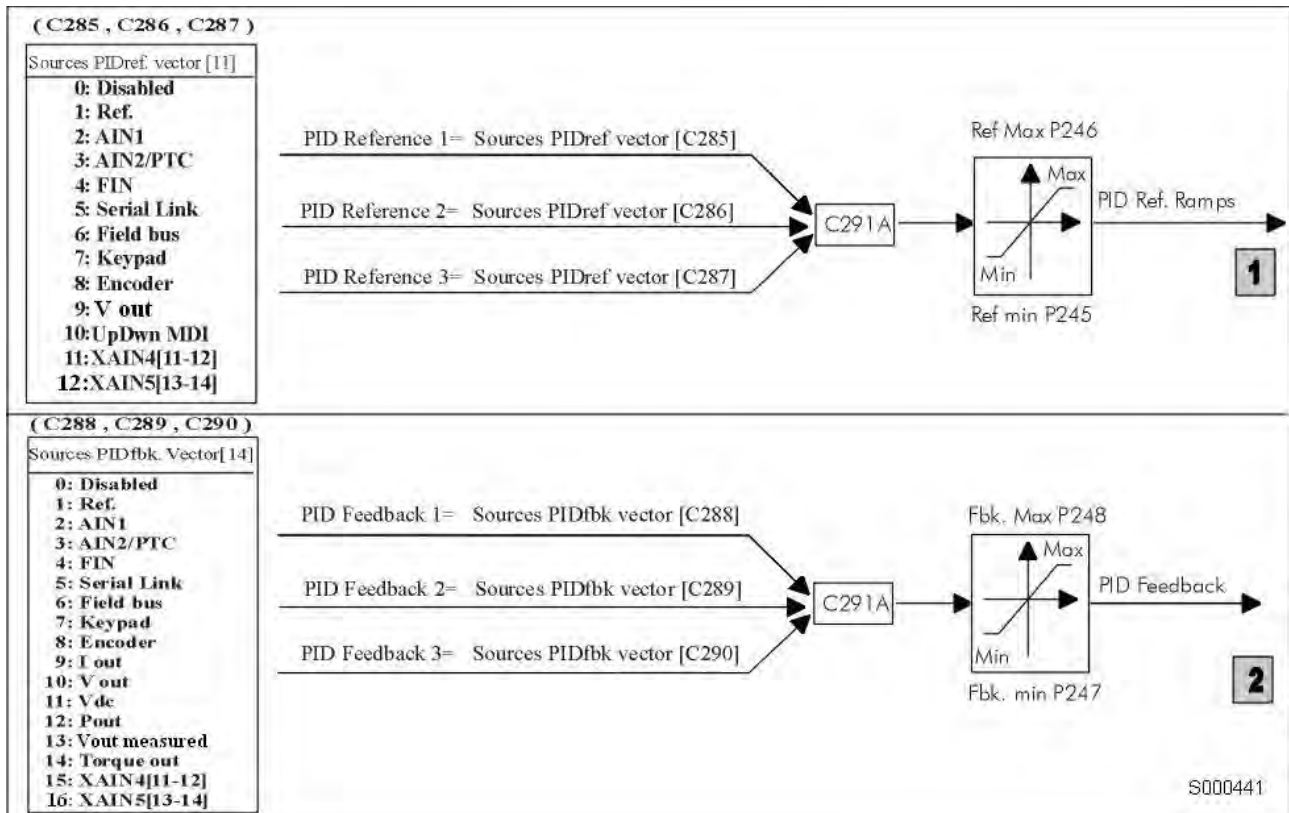 (C285, C286, C287)
Sources PIDref. vector [11]
0: Disabled
1: Ref.
2: AIN1
3: AIN2/PTC
4: FIN
5: Serial Link
6: Field bus
7: Keypad
8: Encoder
9: V out
10:UpDwn MDI
11:XAIN4[11-12]
12:XAIN5[13-14]
PID Reference 1= Sources PIDref vector [C285]
PID Reference 2= Sources PIDref vector [C286]
PID Reference 3= Sources PIDref vector [C287]
C291A
Ref Max P246
Max
Min
Ref min P245
PID Ref. Ramps
1
(C288, C289, C290)
Sources PIDfbk. Vector[14]
0: Disabled
1: Ref.
2: AIN1
3: AIN2/PTC
4: FIN
5: Serial Link
6: Field bus
7: Keypad
8: Encoder
9: I out
10: V out
11: Vdc
12: Pout
13: Vout measured
14: Torque out
15: XAIN4[11-12]
16: XAIN5[13-14]
PID Feedback 1= Sources PIDfbk vector [C288]
PID Feedback 2= Sources PIDfbk vector [C289]
PID Feedback 3= Sources PIDfbk vector [C290]
C291A
Fbk. Max P248
Max
Min
Fbk. min P247
PID Feedback
2
S000441